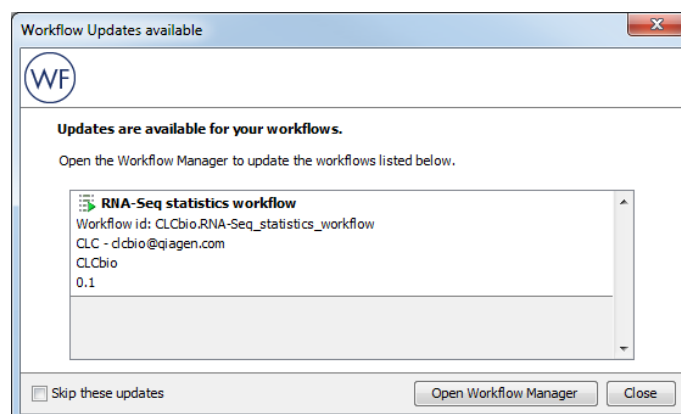 Workflow Updates available
WF
Updates are available for your workflows.
Open the Workflow Manager to update the workflows listed below.
RNA-Seq statistics workflow
Workflow id: CLCbio.RNA-Seq_statistics_workflow
CLC - clcbio@qiagen.com
CLCbio
0.1
Skip these updates Open Workflow Manager Close